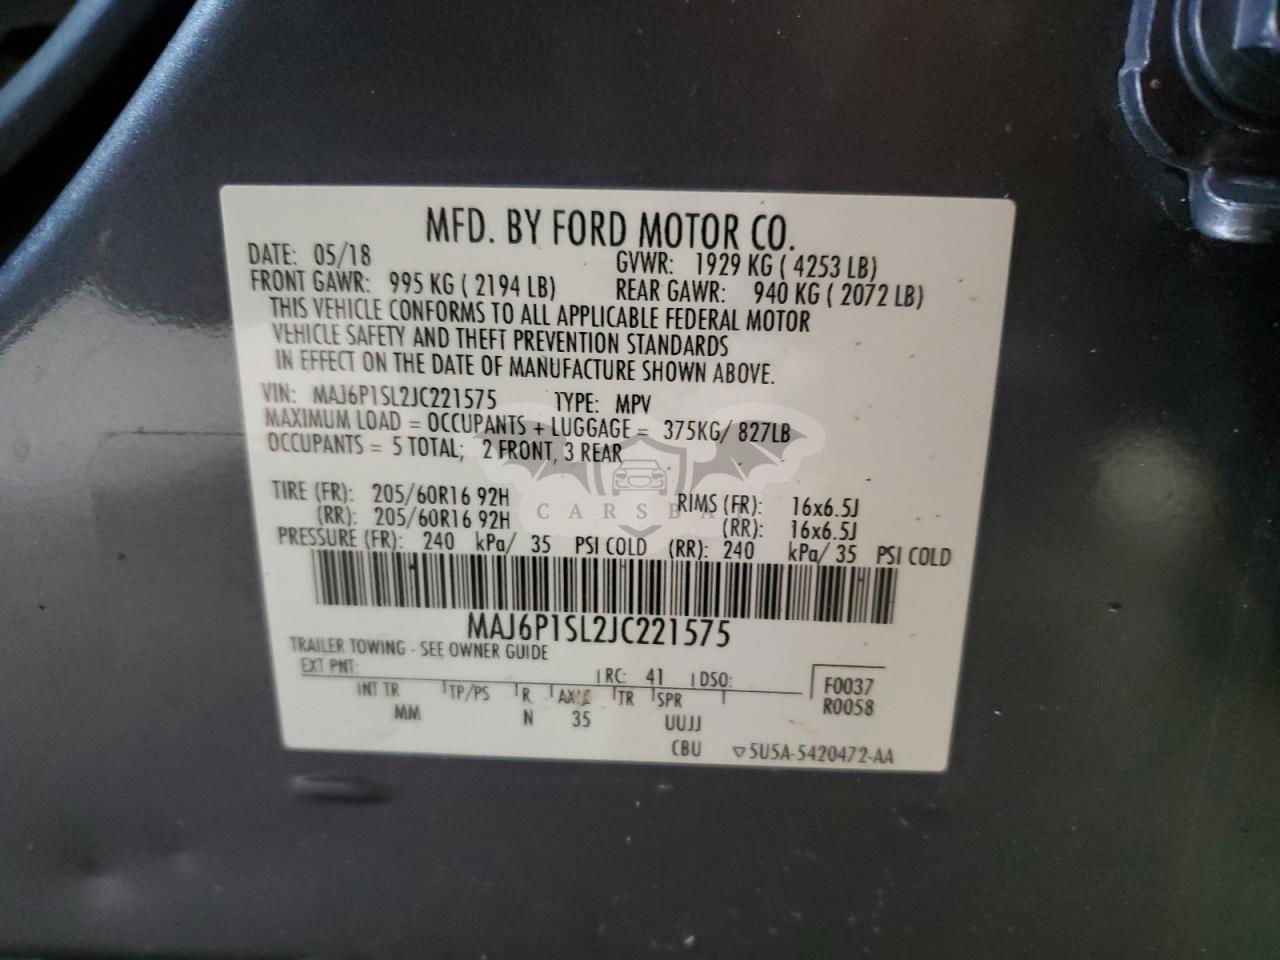 MFD. BY FORD MOTOR CO.
DATE: 05/18 GVWR: 1929 KG ( 4253 LB)
FRONT GAWR: 995 KG ( 2194 LB) REAR GAWR: 940 KG ( 2072 LB)
THIS VEHICLE CONFORMS TO ALL APPLICABLE FEDERAL MOTOR
VEHICLE SAFETY AND THEFT PREVENTION STANDARDS
IN EFFECT ON THE DATE OF MANUFACTURE SHOWN ABOVE.
VIN: MAJ6P1SL2JC221575 TYPE: MPV
MAXIMUM LOAD = OCCUPANTS + LUGGAGE = 375KG/ 827LB
OCCUPANTS = 5 TOTAL; 2 FRONT, 3 REAR
TIRE (FR): 205/60R16 92H RIMS (FR): 16x6.5J
(RR): 205/60R16 92H (RR): 16x6.5J
CARSBAT
PRESSURE (FR): 240 kPa/ 35 PSI COLD (RR): 240 kPa/ 35 PSI COLD
MAJ6P1SL2JC221575
TRAILER TOWING - SEE OWNER GUIDE
EXT PNT: RC: 41 DSO:
F0037
INT TR TP/PS R AXLE TR SPR
R0058
MM N 35 UUJJ
CBU 5U5A-5420472-AA